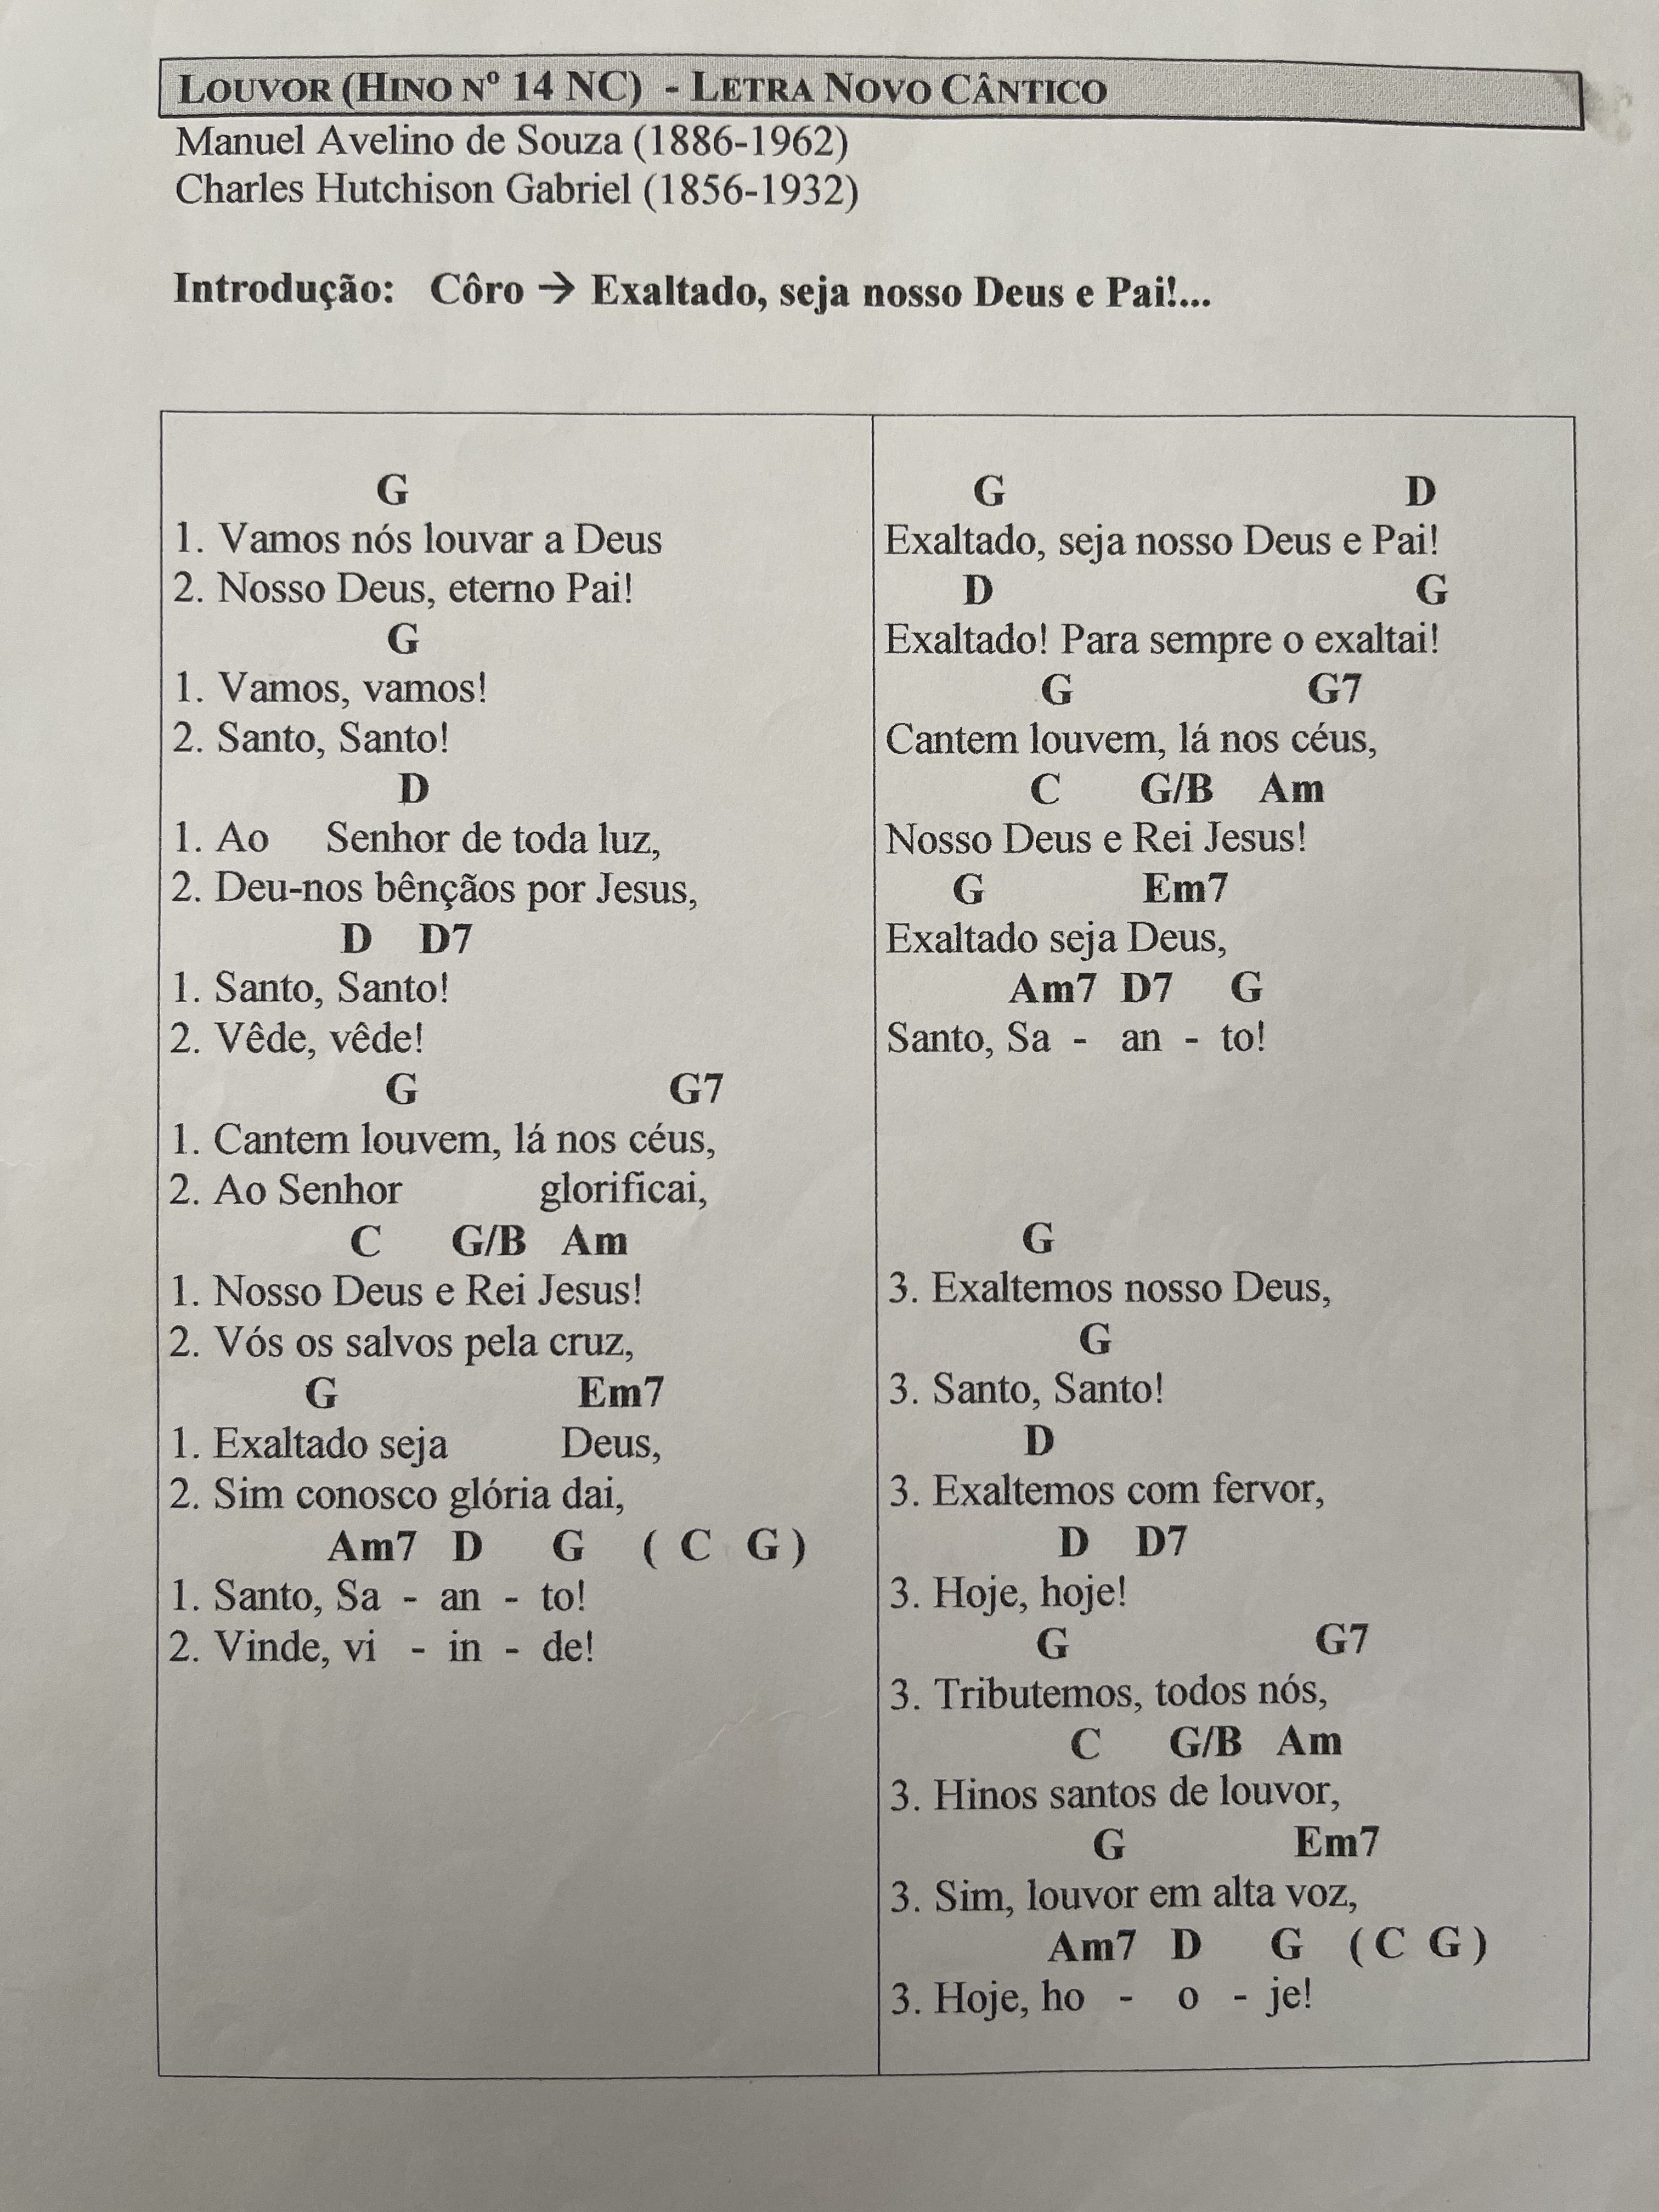 LOUVOR (HINO Nº 14 NC) - LETRA NOVO CÂNTICO
Manuel Avelino de Souza (1886-1962)
Charles Hutchison Gabriel (1856-1932)
Introdução: Côro → Exaltado, seja nosso Deus e Pai!...
G
1. Vamos nós louvar a Deus
2. Nosso Deus, eterno Pai!
G
1. Vamos, vamos!
2. Santo, Santo!
D
1. Ao Senhor de toda luz,
2. Deu-nos bênçãos por Jesus,
D D7
1. Santo, Santo!
2. Vêde, vêde!
G G7
1. Cantem louvem, lá nos céus,
2. Ao Senhor glorificai,
C G/B Am
1. Nosso Deus e Rei Jesus!
2. Vós os salvos pela cruz,
G Em7
1. Exaltado seja Deus,
2. Sim conosco glória dai,
Am7 D G ( C G )
1. Santo, Sa - an - to!
2. Vinde, vi - in - de!
G D
Exaltado, seja nosso Deus e Pai!
D G
Exaltado! Para sempre o exaltai!
G G7
Cantem louvem, lá nos céus,
C G/B Am
Nosso Deus e Rei Jesus!
G Em7
Exaltado seja Deus,
Am7 D7 G
Santo, Sa - an - to!
G
3. Exaltemos nosso Deus,
G
3. Santo, Santo!
D
3. Exaltemos com fervor,
D D7
3. Hoje, hoje!
G G7
3. Tributemos, todos nós,
C G/B Am
3. Hinos santos de louvor,
G Em7
3. Sim, louvor em alta voz,
Am7 D G ( C G )
3. Hoje, ho - o - je!